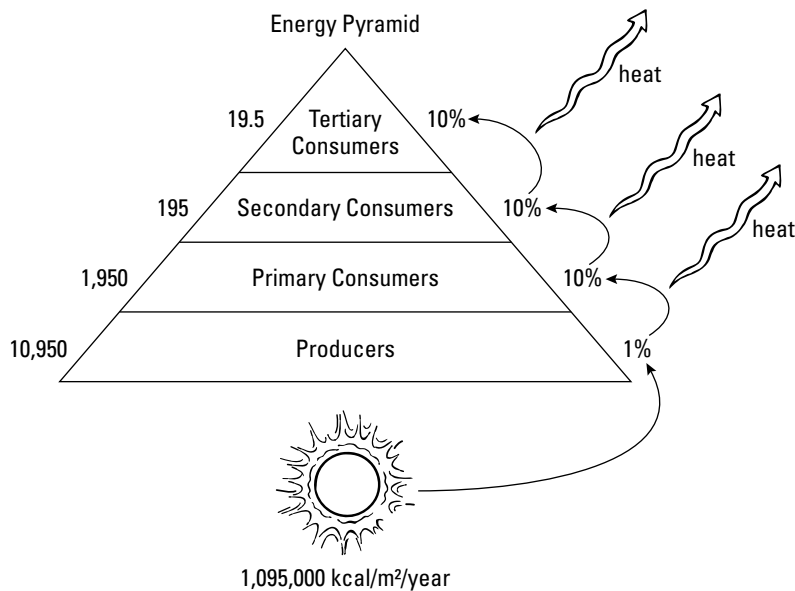 Energy Pyramid
heat
19.5
Tertiary
Consumers
10%
heat
195
Secondary Consumers
10%
heat
1,950
Primary Consumers
10%
10,950
Producers
1%
1,095,000 kcal/m²/year